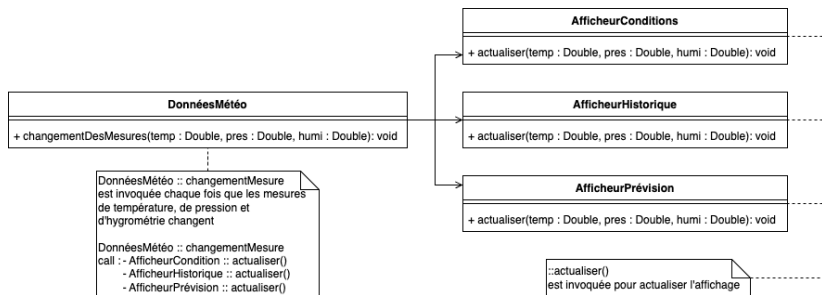 AfficheurConditions
+ actualiser(temp : Double, pres : Double, humi : Double): void
DonnéesMétéo
+ changementDesMesures(temp : Double, pres : Double, humi : Double): void
AfficheurHistorique
+ actualiser(temp : Double, pres : Double, humi : Double): void
AfficheurPrévision
+ actualiser(temp : Double, pres : Double, humi : Double): void
DonnéesMétéo :: changementMesure
est invoquée chaque fois que les mesures
de température, de pression et
d'hygrométrie changent
DonnéesMétéo :: changementMesure
call : - AfficheurCondition :: actualiser()
- AfficheurHistorique :: actualiser()
- AfficheurPrévision :: actualiser()
::actualiser()
est invoquée pour actualiser l'affichage